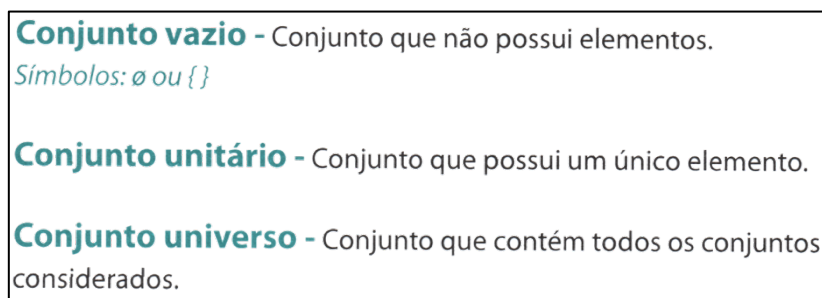 Conjunto vazio - Conjunto que não possui elementos.
Símbolos: ø ou { }
Conjunto unitário - Conjunto que possui um único elemento.
Conjunto universo - Conjunto que contém todos os conjuntos
considerados.